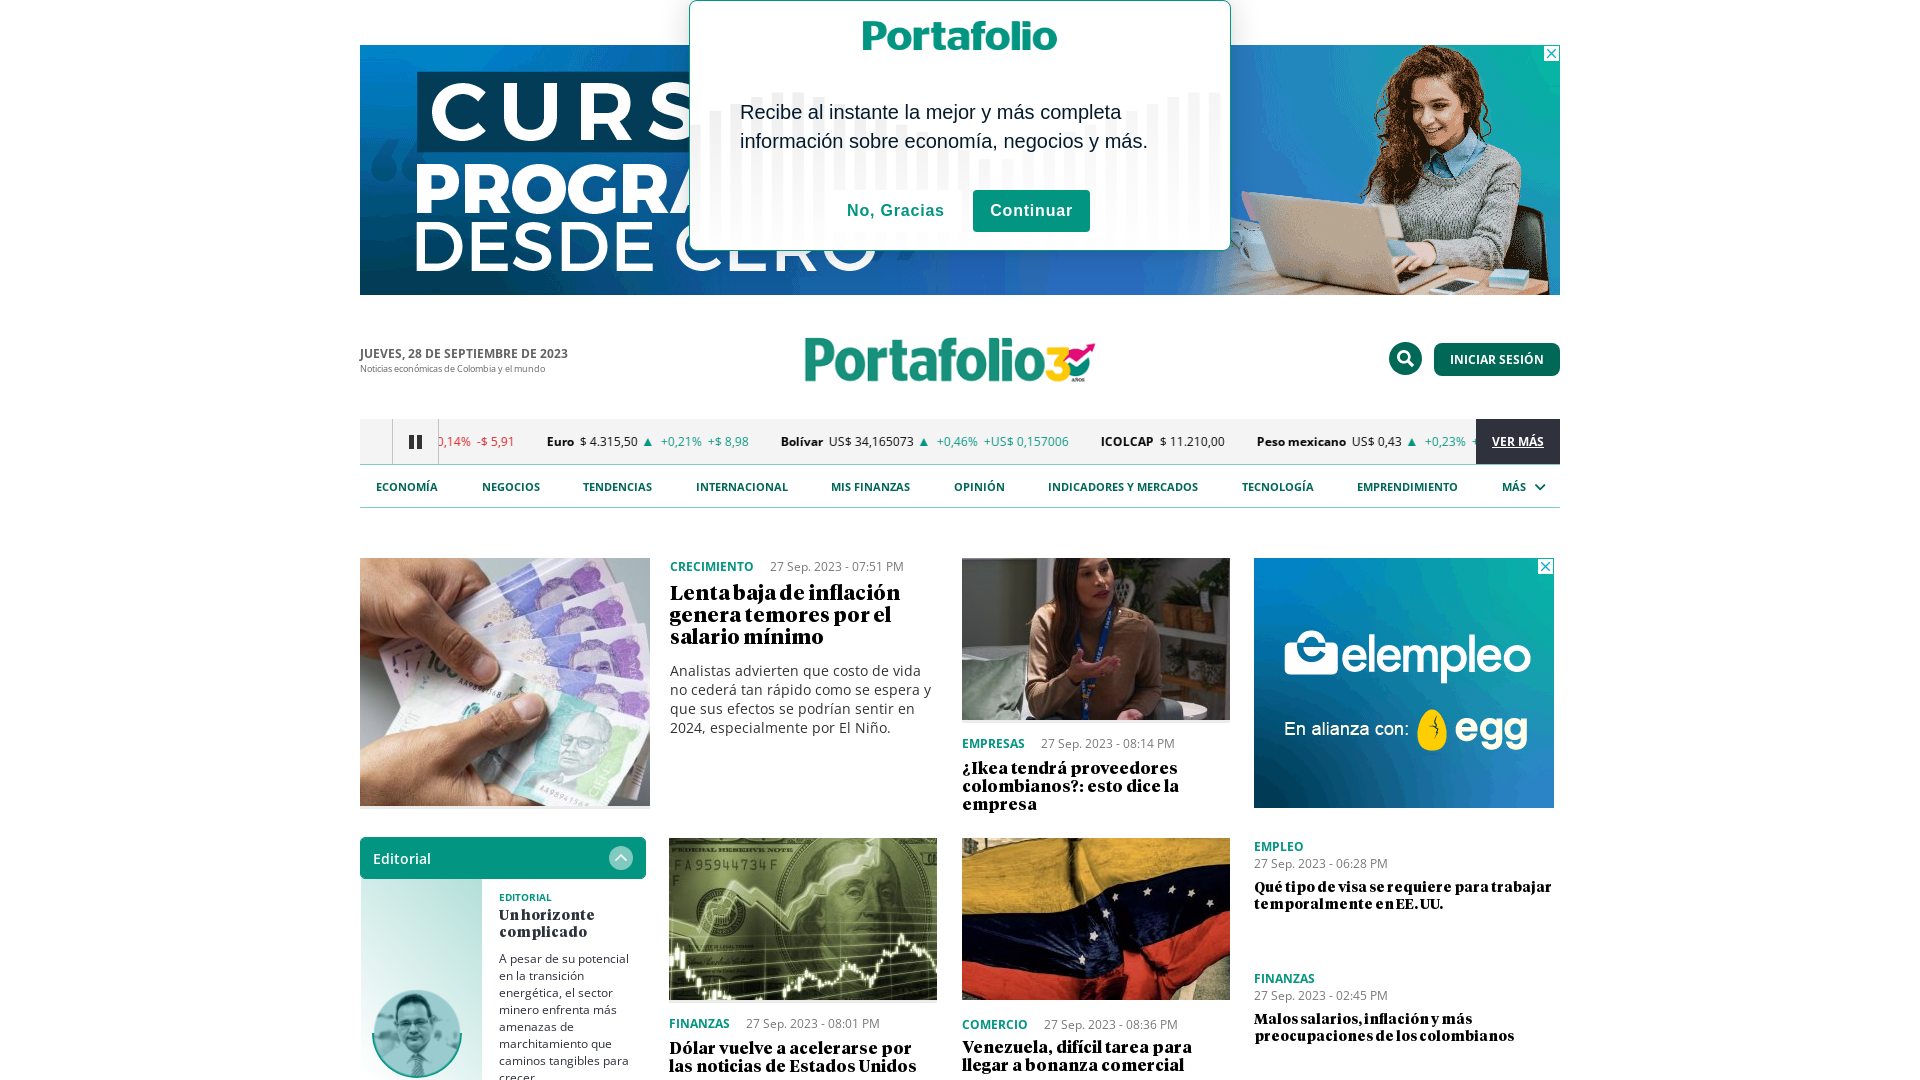 Portafolio
Recibe al instante la mejor y más completa
información sobre economía, negocios y más.
No, Gracias
Continuar
DESDE CERO
JUEVES, 28 DE SEPTIEMBRE DE 2023
Noticias económicas de Colombia y el mundo
Portafolio 30 AÑOS
INICIAR SESIÓN
0,14% -$ 5,91
Euro $ 4.315,50 ▲ +0,21% +$ 8,98
Bolívar US$ 34,165073 ▲ +0,46% +US$ 0,157006
ICOLCAP $ 11.210,00
Peso mexicano US$ 0,43 ▲ +0,23%
VER MÁS
ECONOMÍA
NEGOCIOS
TENDENCIAS
INTERNACIONAL
MIS FINANZAS
OPINIÓN
INDICADORES Y MERCADOS
TECNOLOGÍA
EMPRENDIMIENTO
MÁS
CRECIMIENTO 27 Sep. 2023 - 07:51 PM
Lenta baja de inflación
genera temores por el
salario mínimo
Analistas advierten que costo de vida
no cederá tan rápido como se espera y
que sus efectos se podrían sentir en
2024, especialmente por El Niño.
EMPRESAS 27 Sep. 2023 - 08:14 PM
¿Ikea tendrá proveedores
colombianos?: esto dice la
empresa
elempleo
En alianza con: egg
Editorial
EDITORIAL
Un horizonte
complicado
A pesar de su potencial
en la transición
energética, el sector
minero enfrenta más
amenazas de
marchitamiento que
caminos tangibles para
crecer.
FEDERAL RESERVE NOTE
FA95944734F
FINANZAS 27 Sep. 2023 - 08:01 PM
Dólar vuelve a acelerarse por
las noticias de Estados Unidos
COMERCIO 27 Sep. 2023 - 08:36 PM
Venezuela, difícil tarea para
llegar a bonanza comercial
EMPLEO
27 Sep. 2023 - 06:28 PM
Qué tipo de visa se requiere para trabajar
temporalmente en EE. UU.
FINANZAS
27 Sep. 2023 - 02:45 PM
Malos salarios, inflación y más
preocupaciones de los colombianos